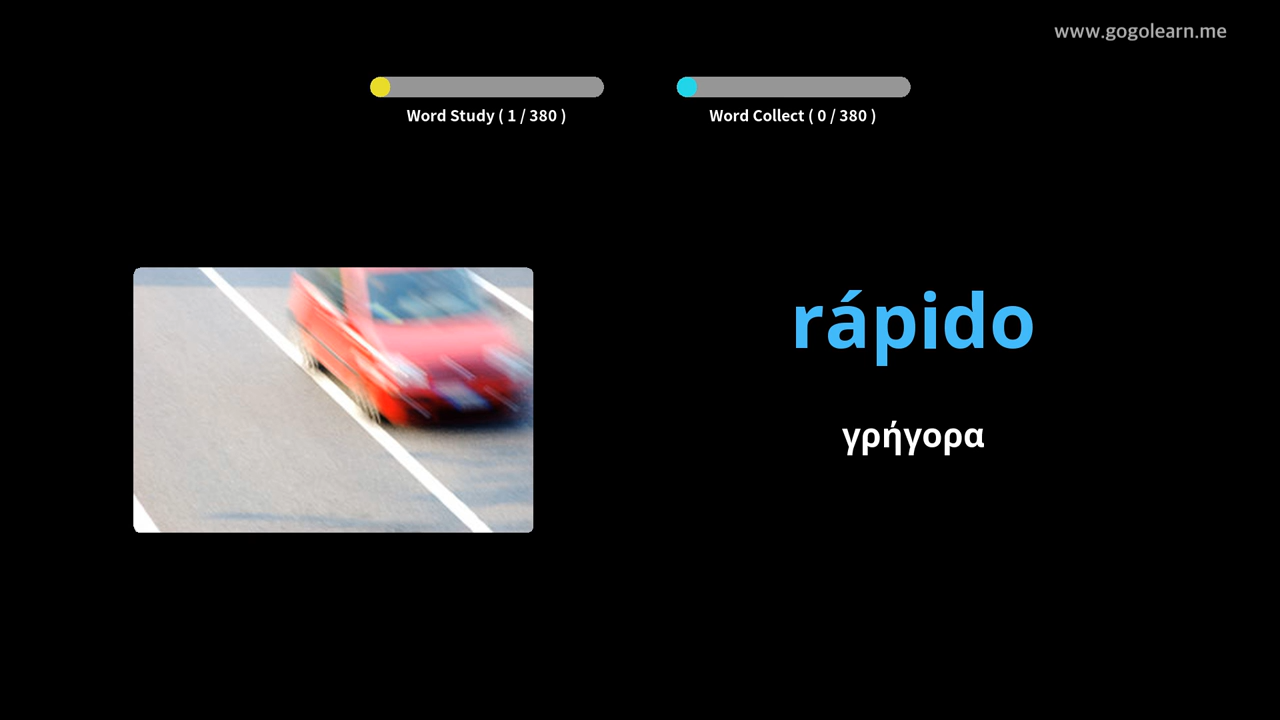 www.gogolearn.me
Word Study ( 1 / 380 )
Word Collect ( 0 / 380 )
rápido
γρήγορα